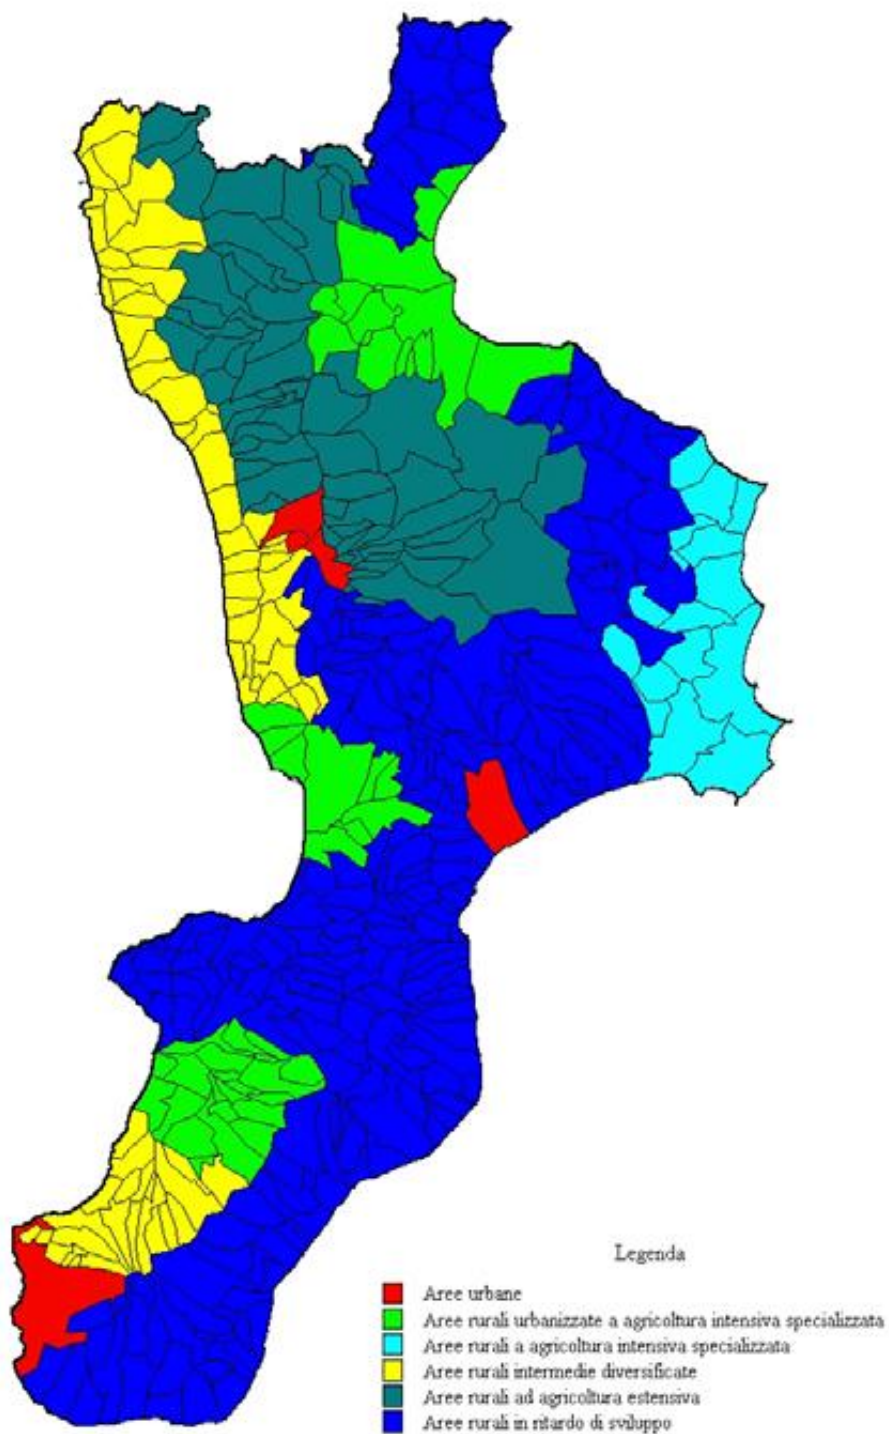 Legenda
Aree urbane
Aree rurali urbanizzate a agricoltura intensiva specializzata
Aree rurali a agricoltura intensiva specializzata
Aree rurali intermedie diversificate
Aree rurali ad agricoltura estensiva
Aree rurali in ritardo di sviluppo